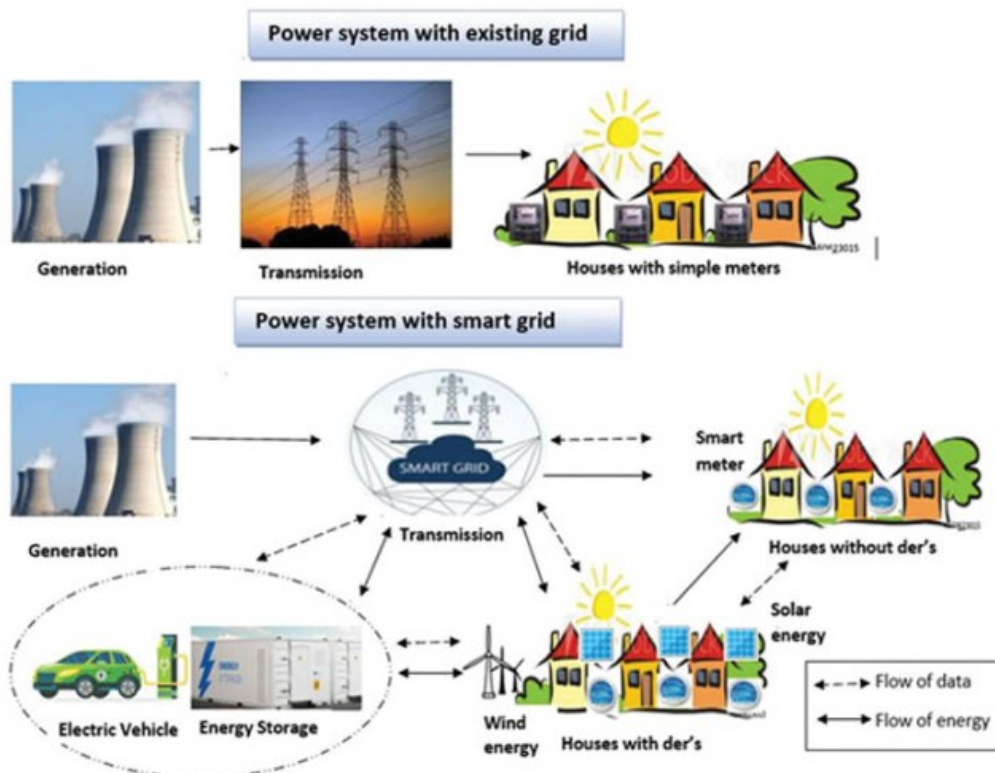 Power system with existing grid
Generation
Transmission
Houses with simple meters
Power system with smart grid
SMART GRID
Smart
meter
Generation
Transmission
Houses without der's
Solar
energy
ENERGY
Electric Vehicle
Energy Storage
Wind
energy
Houses with der's
Flow of data
Flow of energy